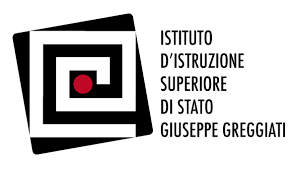 ISTITUTO
D'ISTRUZIONE
SUPERIORE
DI STATO
GIUSEPPE GREGGIATI